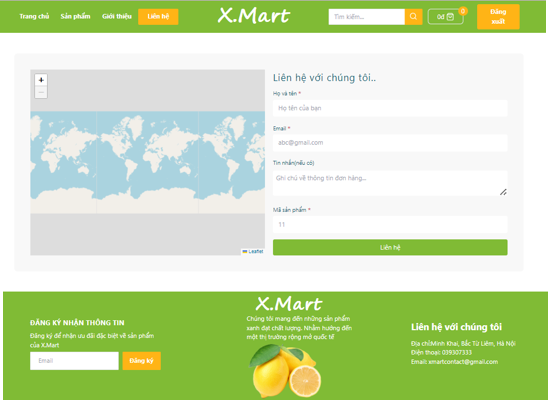 Trang chủ Sản phẩm Giới thiệu Liên hệ X.Mart Tìm kiếm... 0đ 0 Đăng xuất
+
−
Leaflet
Liên hệ với chúng tôi..
Họ và tên *
Họ tên của bạn
Email *
abc@gmail.com
Tin nhắn(nếu có)
Ghi chú về thông tin đơn hàng...
Mã sản phẩm *
11
Liên hệ
ĐĂNG KÝ NHẬN THÔNG TIN
Đăng ký để nhận ưu đãi đặc biệt về sản phẩm
của X.Mart
Email Đăng ký
X.Mart
Chúng tôi mang đến những sản phẩm
xanh đạt chất lượng. Nhằm hướng đến
một thị trường rộng mở quốc tế
Liên hệ với chúng tôi
Địa chỉMinh Khai, Bắc Từ Liêm, Hà Nội
Điện thoại: 039307333
Email: xmartcontact@gmail.com